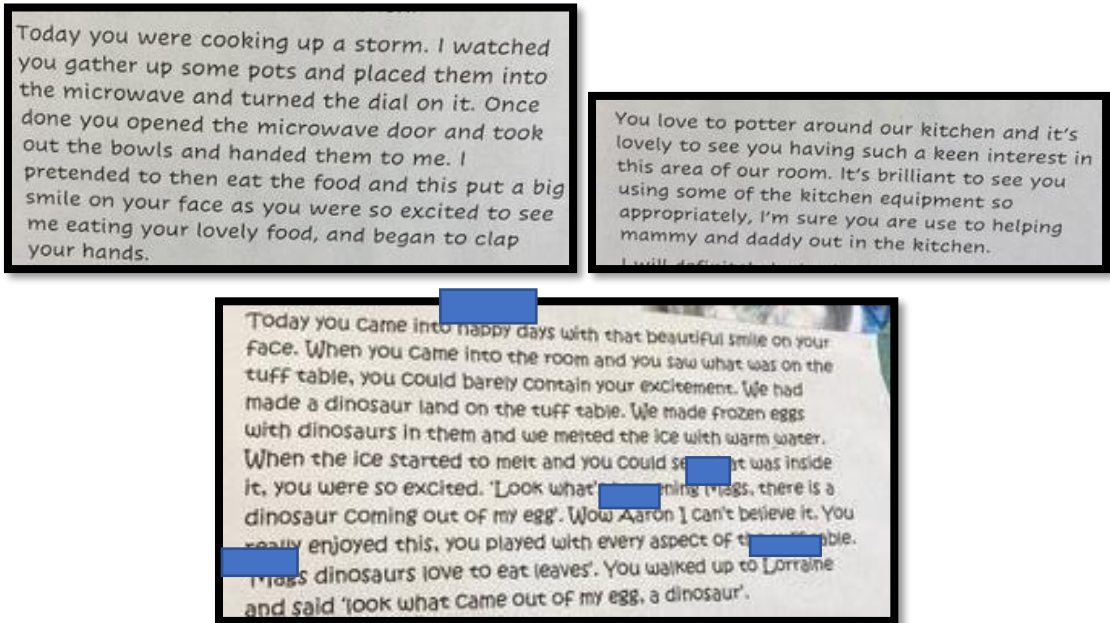 Today you were cooking up a storm. I watched
you gather up some pots and placed them into
the microwave and turned the dial on it. Once
done you opened the microwave door and took
out the bowls and handed them to me. I
pretended to then eat the food and this put a big
smile on your face as you were so excited to see
me eating your lovely food, and began to clap
your hands.
You love to potter around our kitchen and it's
lovely to see you having such a keen interest in
this area of our room. It's brilliant to see you
using some of the kitchen equipment so
appropriately, I'm sure you are use to helping
mammy and daddy out in the kitchen.
I will
Today you came into happy days with that beautiful smile on your
face. When you came into the room and you saw what was on the
tuff table, you could barely contain your excitement. We had
made a dinosaur land on the tuff table. We made frozen eggs
with dinosaurs in them and we melted the ice with warm water.
When the ice started to melt and you could was inside
it, you were so excited. 'Look there is a
dinosaur coming out of my egg'. Wow Aaron I can't believe it. You
really enjoyed this, you played with every aspect of
dinosaurs love to eat leaves'. You walked up to Lorraine
and said 'look what came out of my egg, a dinosaur'.